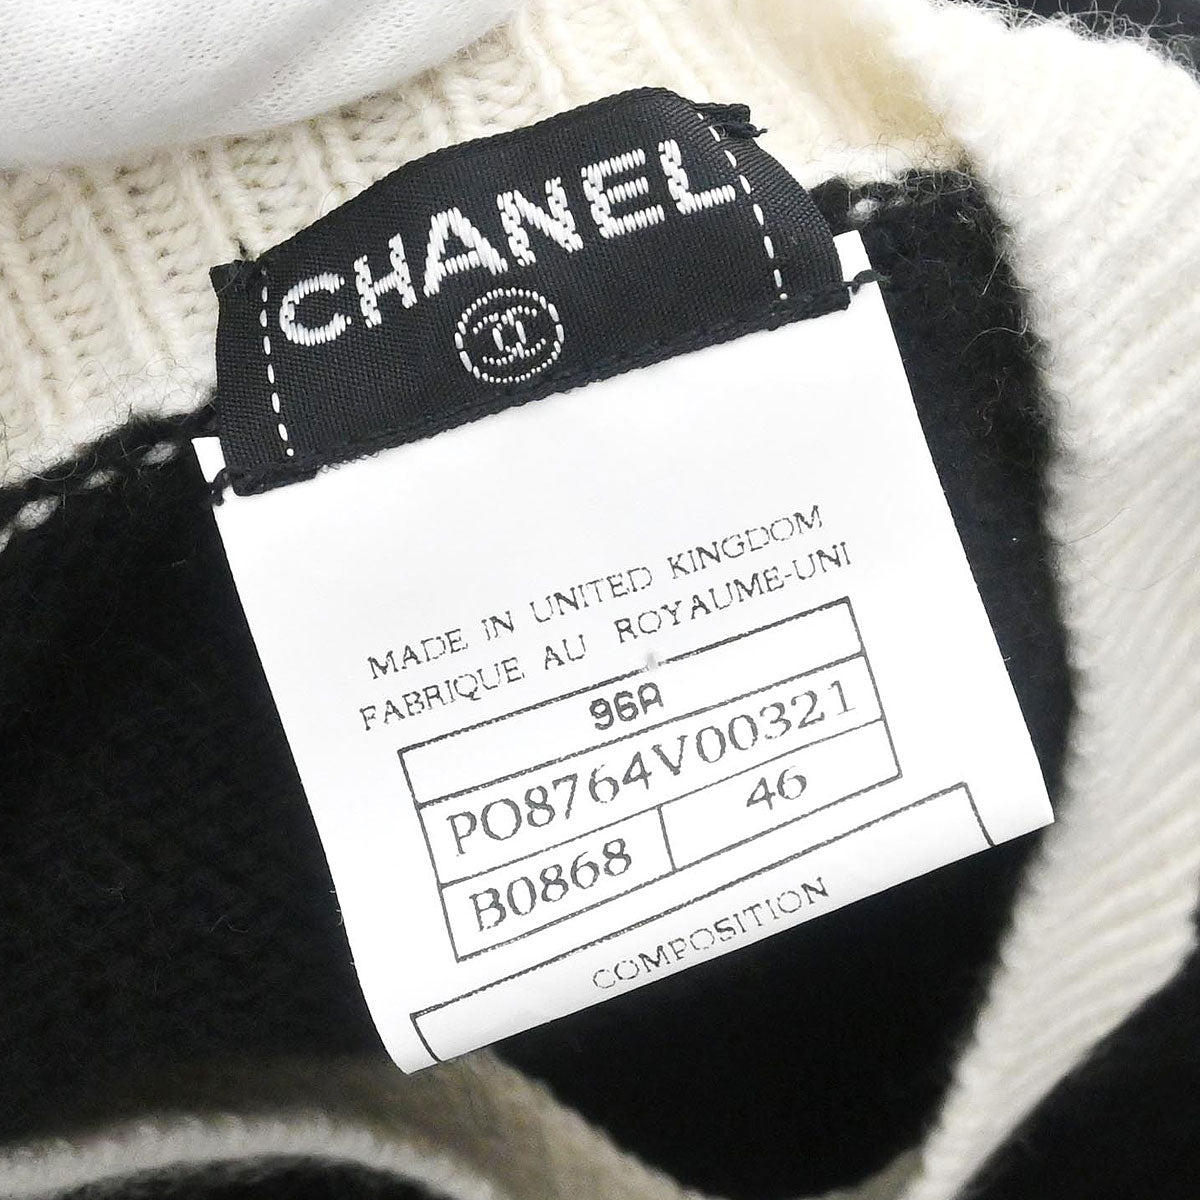 CHANEL
MADE IN UNITED KINGDOM
FABRIQUE AU ROYAUME-UNI
96A
PO8764V00321
B0868 46
COMPOSITION